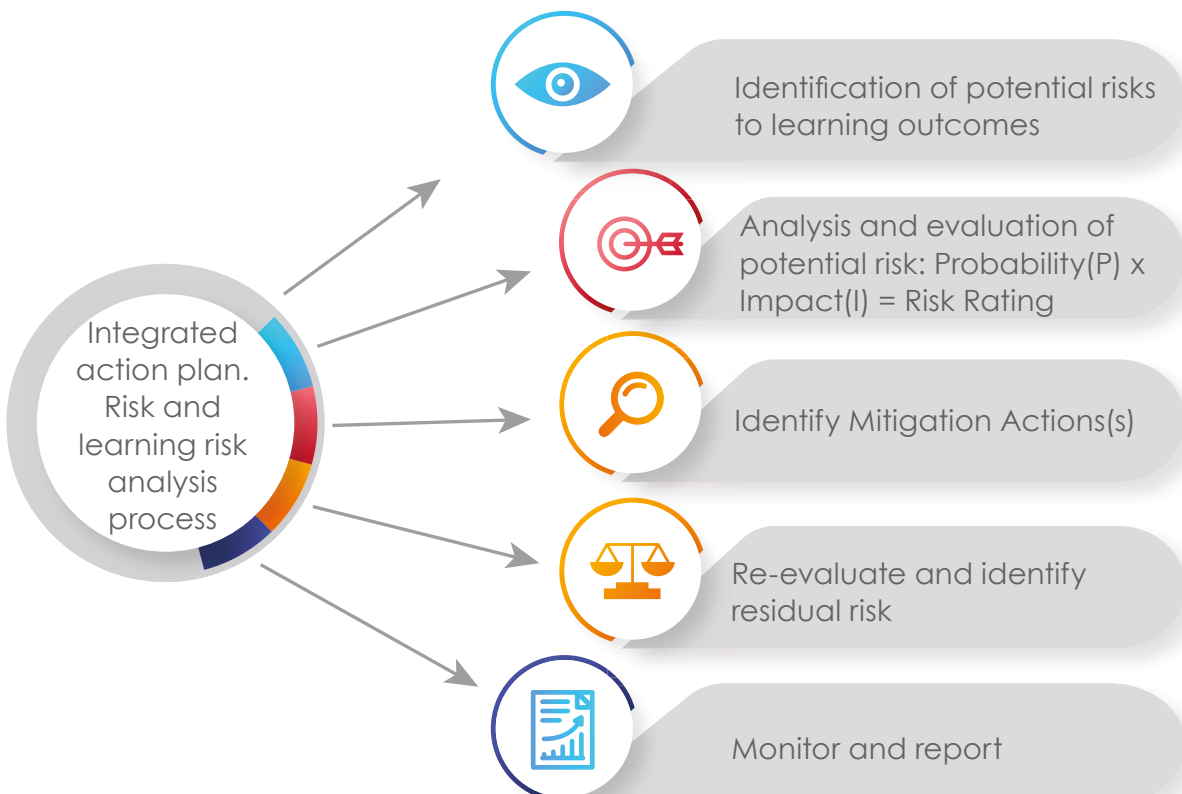 Integrated
action plan.
Risk and
learning risk
analysis
process
Identification of potential risks
to learning outcomes
Analysis and evaluation of
potential risk: Probability(P) x
Impact(I) = Risk Rating
Identify Mitigation Actions(s)
Re-evaluate and identify
residual risk
Monitor and report